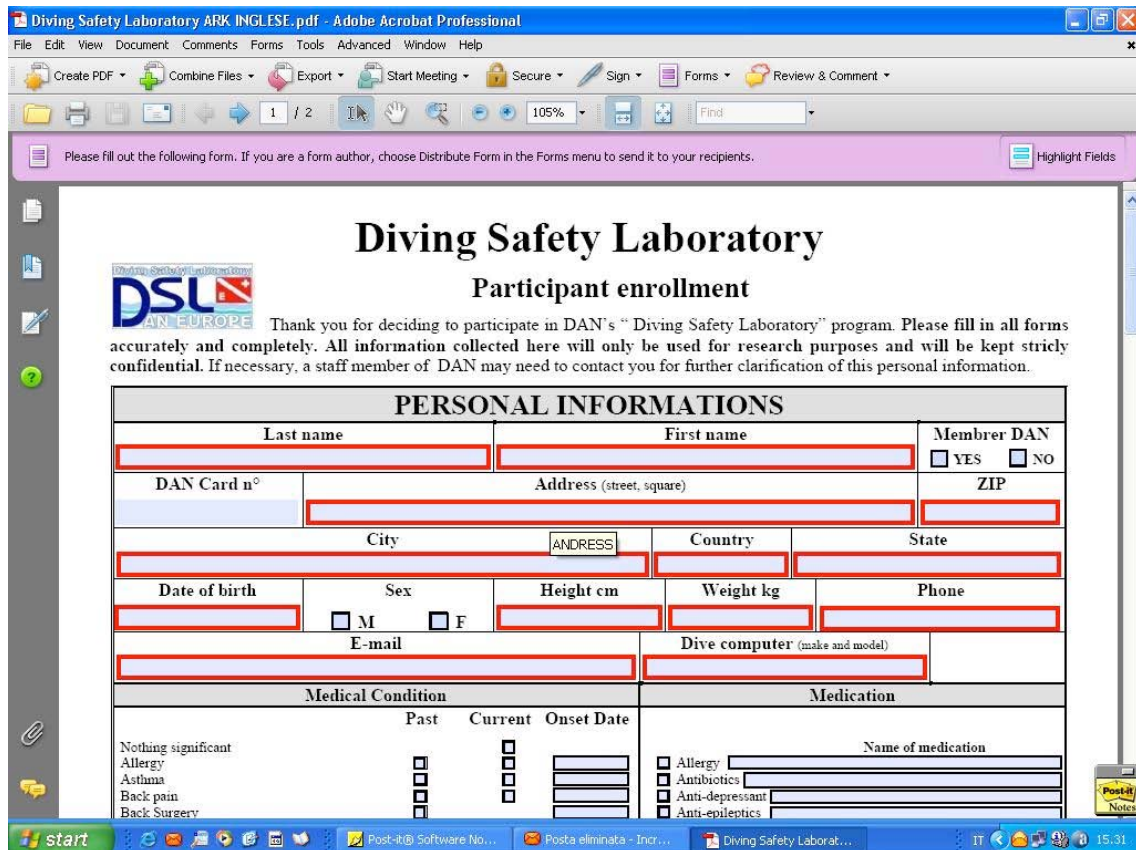 Diving Safety Laboratory ARK INGLESE.pdf - Adobe Acrobat Professional
File Edit View Document Comments Forms Tools Advanced Window Help
Create PDF Combine Files Export Start Meeting Secure Sign Forms Review & Comment
1 / 2 105% Find
Please fill out the following form. If you are a form author, choose Distribute Form in the Forms menu to send it to your recipients. Highlight Fields
Diving Safety Laboratory
Participant enrollment
Diving Safety Laboratory
DSL
DAN EUROPE
Thank you for deciding to participate in DAN's " Diving Safety Laboratory" program. Please fill in all forms
accurately and completely. All information collected here will only be used for research purposes and will be kept stricly
confidential. If necessary, a staff member of DAN may need to contact you for further clarification of this personal information.
PERSONAL INFORMATIONS
Last name First name Membrer DAN
YES NO
DAN Card n° Address (street, square) ZIP
City ANDRESS Country State
Date of birth Sex Height cm Weight kg Phone
M F
E-mail Dive computer (make and model)
Medical Condition Medication
Past Current Onset Date
Nothing significant Name of medication
Allergy Allergy
Asthma Antibiotics
Back pain Anti-depressant
Back Surgery Anti-epileptics
Post-it
Notes
start Post-it® Software No... Posta eliminata - Incr... Diving Safety Laborat... IT 15.31